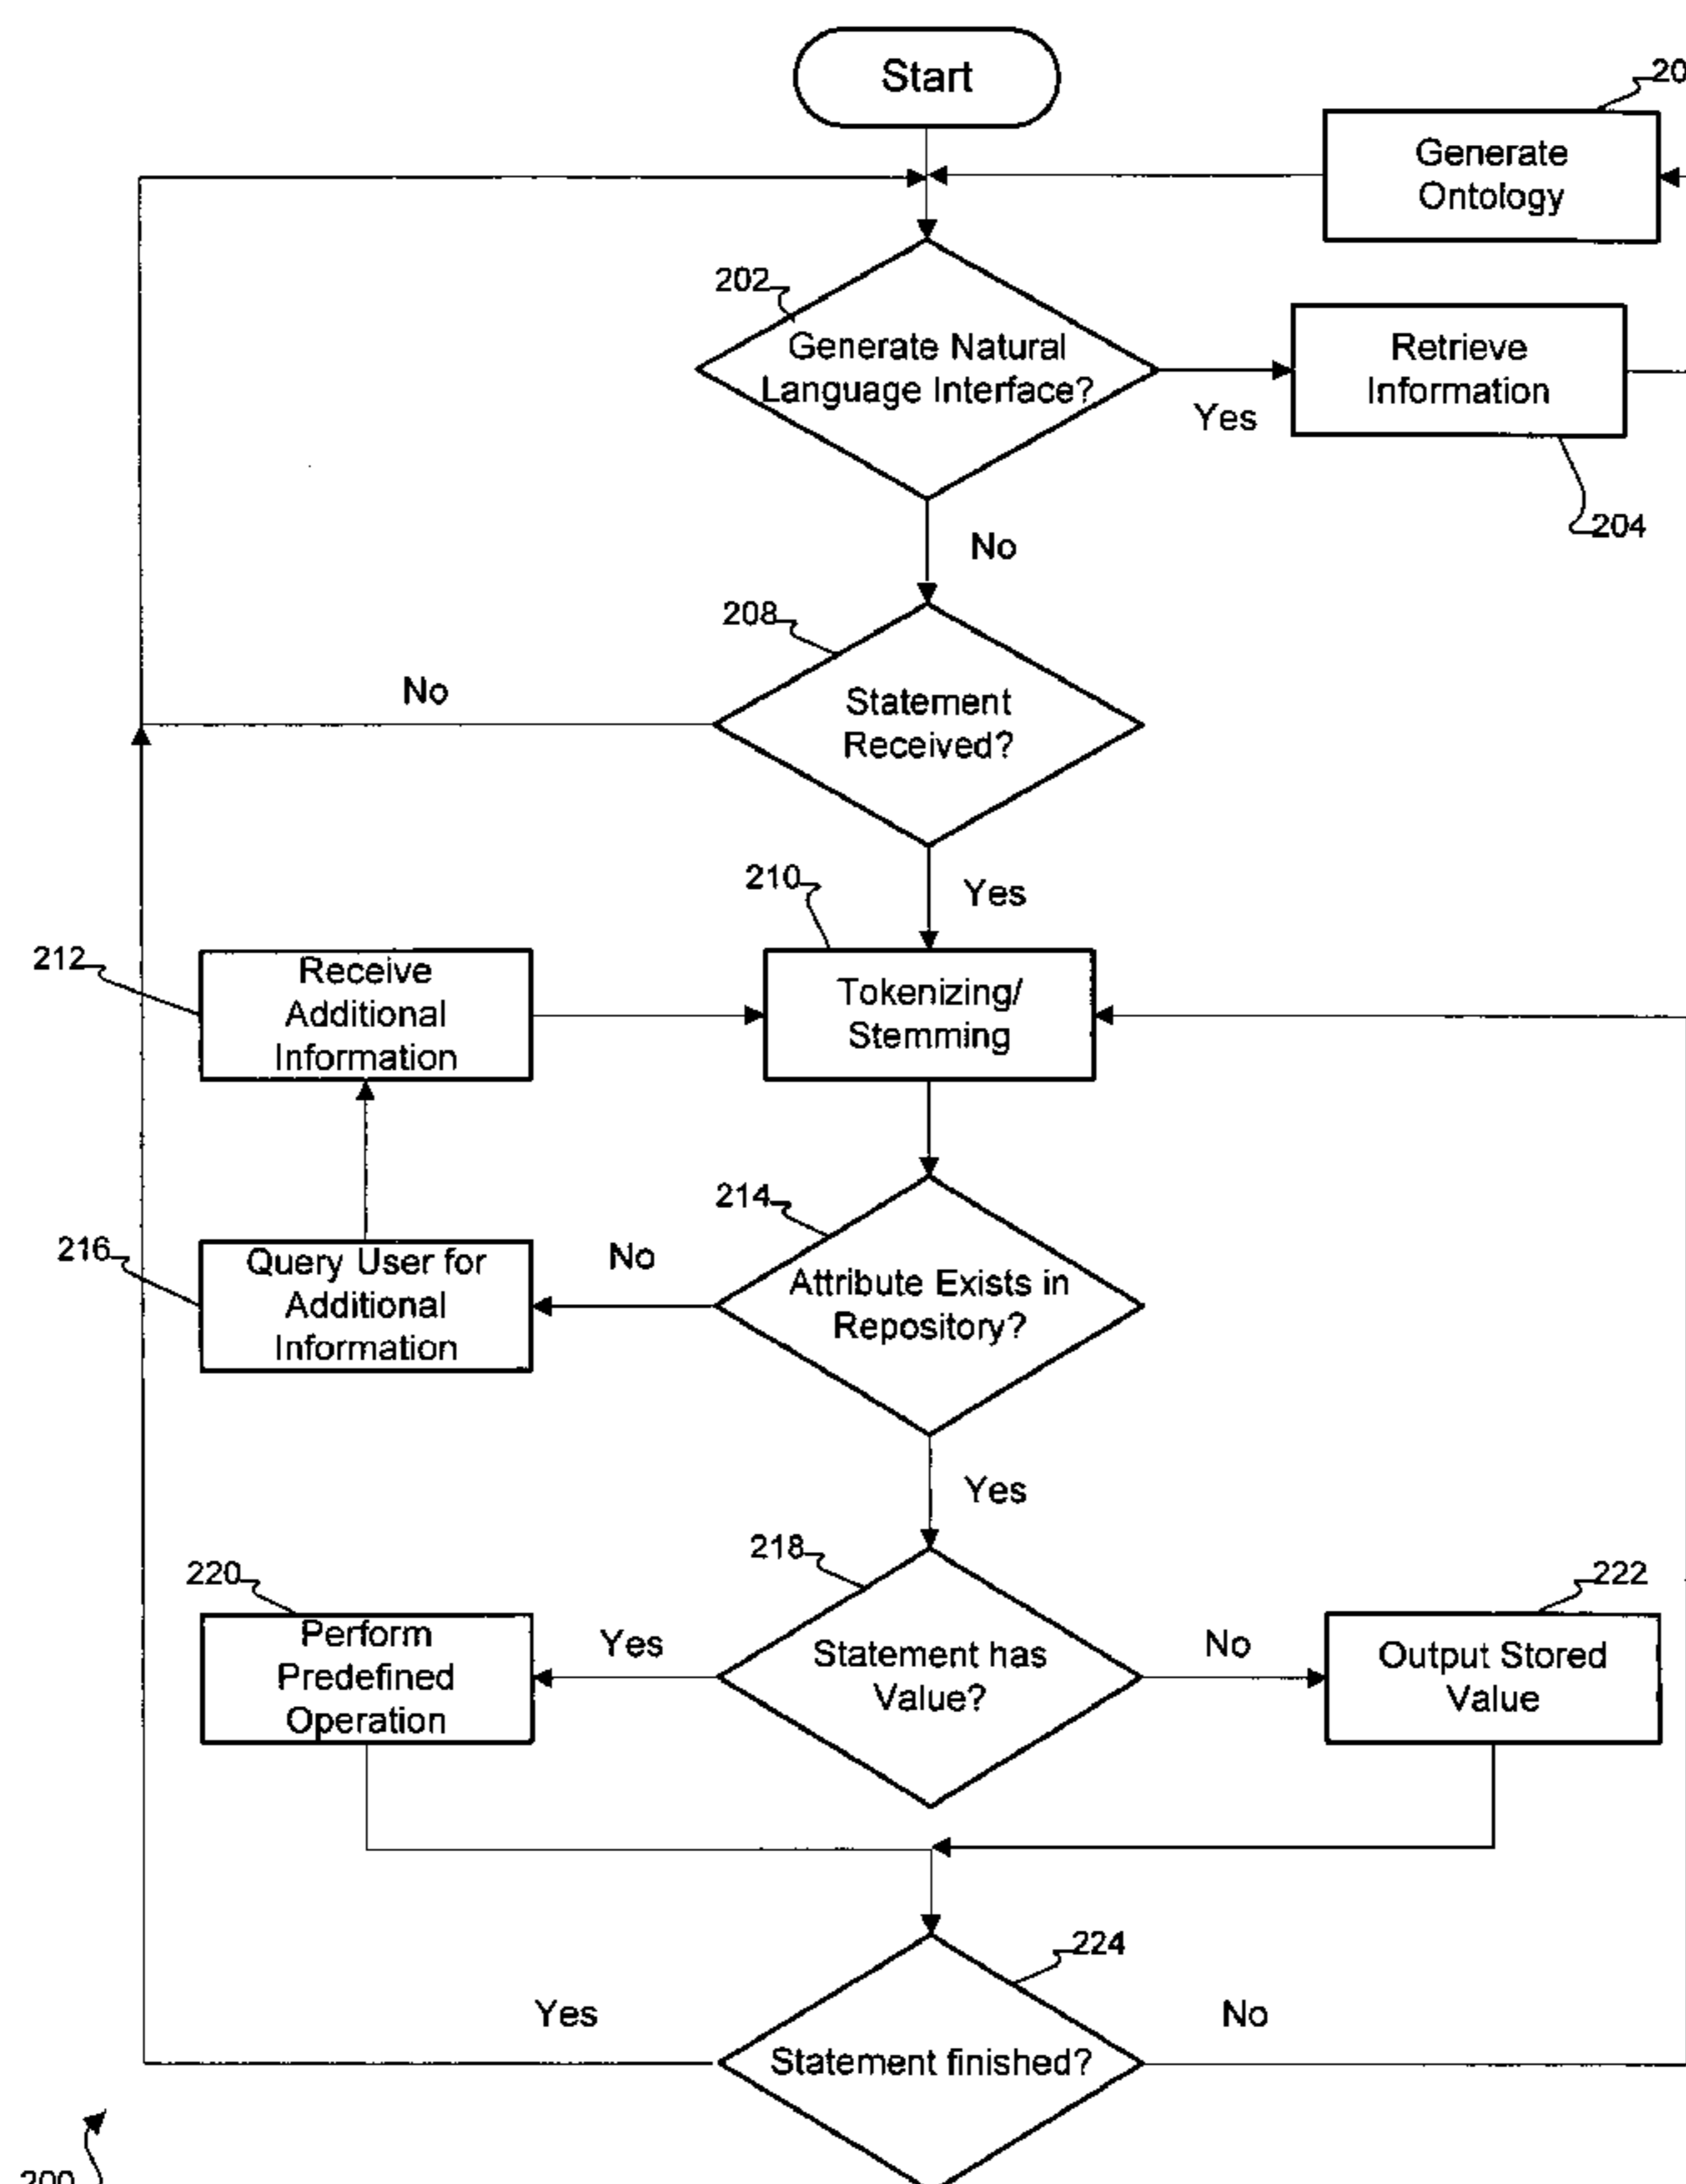 Start
20
Generate
Ontology
202
Generate Natural
Language Interface?
Yes
Retrieve
Information
204
No
208
Statement
Received?
No
Yes
210
Tokenizing/
Stemming
212
Receive
Additional
Information
214
Attribute Exists in
Repository?
No
216
Query User for
Additional
Information
Yes
218
Statement has
Value?
Yes
220
Perform
Predefined
Operation
No
222
Output Stored
Value
224
Statement finished?
Yes
No
200